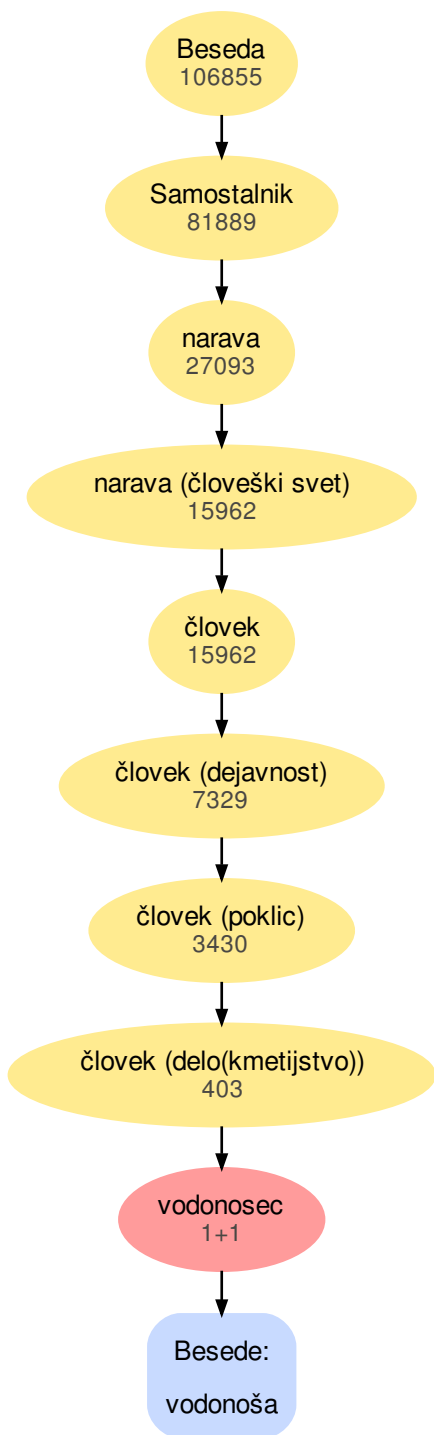 Beseda
106855
Samostalnik
81889
narava
27093
narava (človeški svet)
15962
človek
15962
človek (dejavnost)
7329
človek (poklic)
3430
človek (delo(kmetijstvo))
403
vodonosec
1+1
Besede:
vodonoša